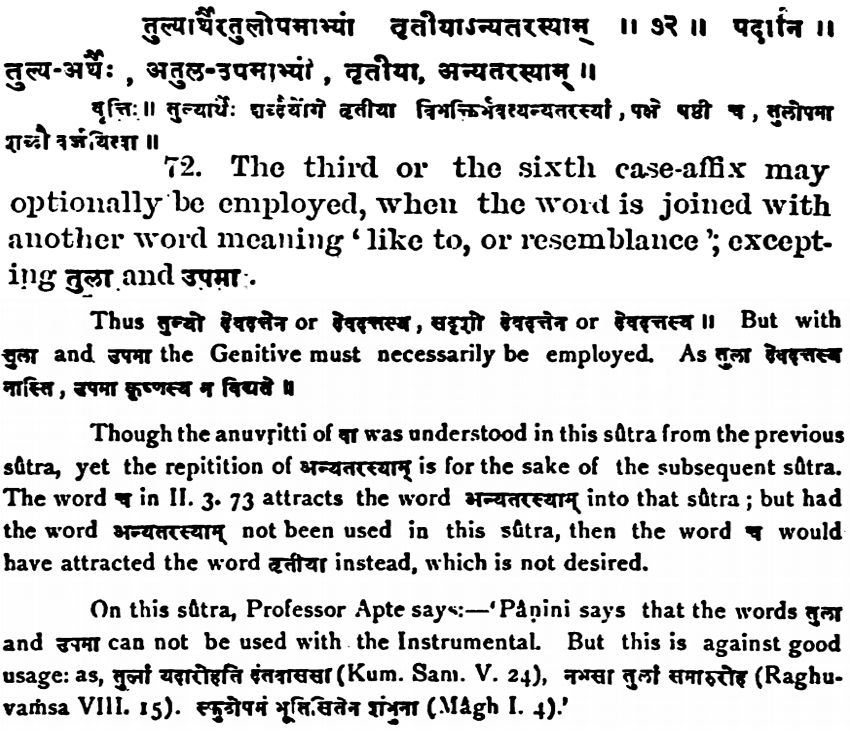 तुल्यार्थैरतुलोपमाभ्यां तृतीयाऽन्यतरस्याम् ॥ ७२ ॥ पदानि ॥
तुल्य-अर्थैः , अतुल-उपमाभ्यां , तृतीया, अन्यतरस्याम् ॥
वृत्तिः॥ तुल्यार्थैः शब्दैर्योगे तृतीया विभक्तिर्भवत्यन्यतरस्यां , पक्षे षष्ठी च , तुलोपमा
शब्दौ वर्जयित्वा ॥
72. The third or the sixth case-affix may
optionally be employed, when the word is joined with
another word meaning ‘ like to, or resemblance ’; except-
ing तुला and उपमा .
Thus तुल्यो देवदत्तेन or देवदत्तस्य , सदृशो देवदत्तेन or देवदत्तस्य ॥ But with
तुला and उपमा the Genitive must necessarily be employed. As तुला देवदत्तस्य
नास्ति , उपमा कृष्णस्य न विद्यते ॥
Though the anuvṛitti of वा was understood in this sûtra from the previous
sûtra, yet the repitition of अन्यतरस्याम् is for the sake of the subsequent sûtra.
The word च in II. 3. 73 attracts the word अन्यतरस्याम् into that sûtra ; but had
the word अन्यतरस्याम् not been used in this sûtra, then the word च would
have attracted the word तृतीया instead, which is not desired.
On this sûtra, Professor Apte says:—‘Pâṇini says that the words तुला
and उपमा can not be used with the Instrumental. But this is against good
usage: as, तुलां यदारोहति दंतवाससा (Kum. Sam. V. 24), नभसा तुलां समारुरोह (Raghu-
vaṁsa VIII. 15). स्फुटोपमं भूतिसितेन शंभुना (Mâgh I. 4).’